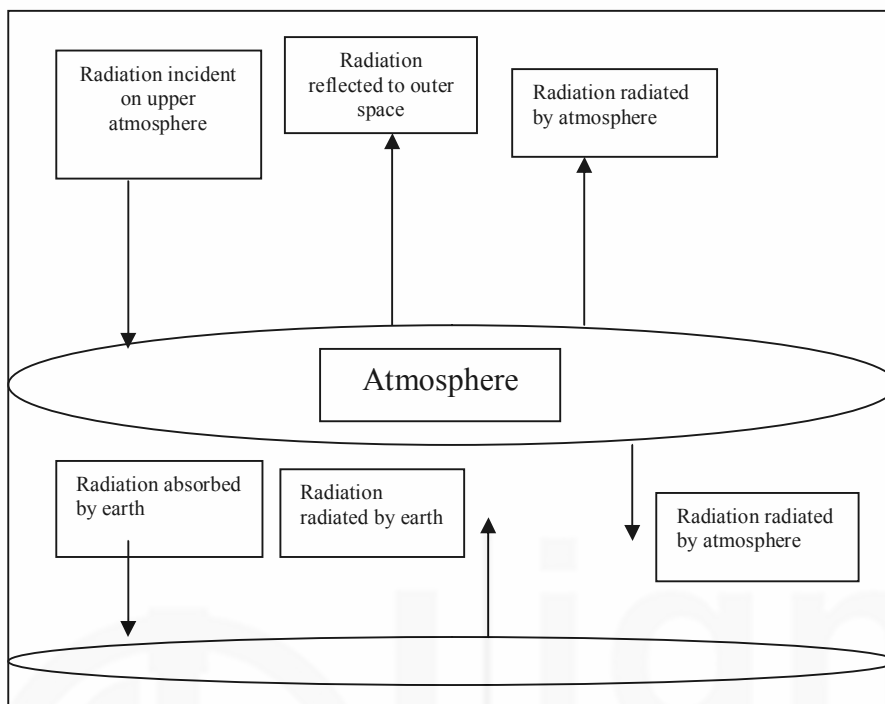 Radiation incident
on upper
atmosphere
Radiation
reflected to outer
space
Radiation radiated
by atmosphere
Atmosphere
Radiation absorbed
by earth
Radiation
radiated by earth
Radiation radiated
by atmosphere